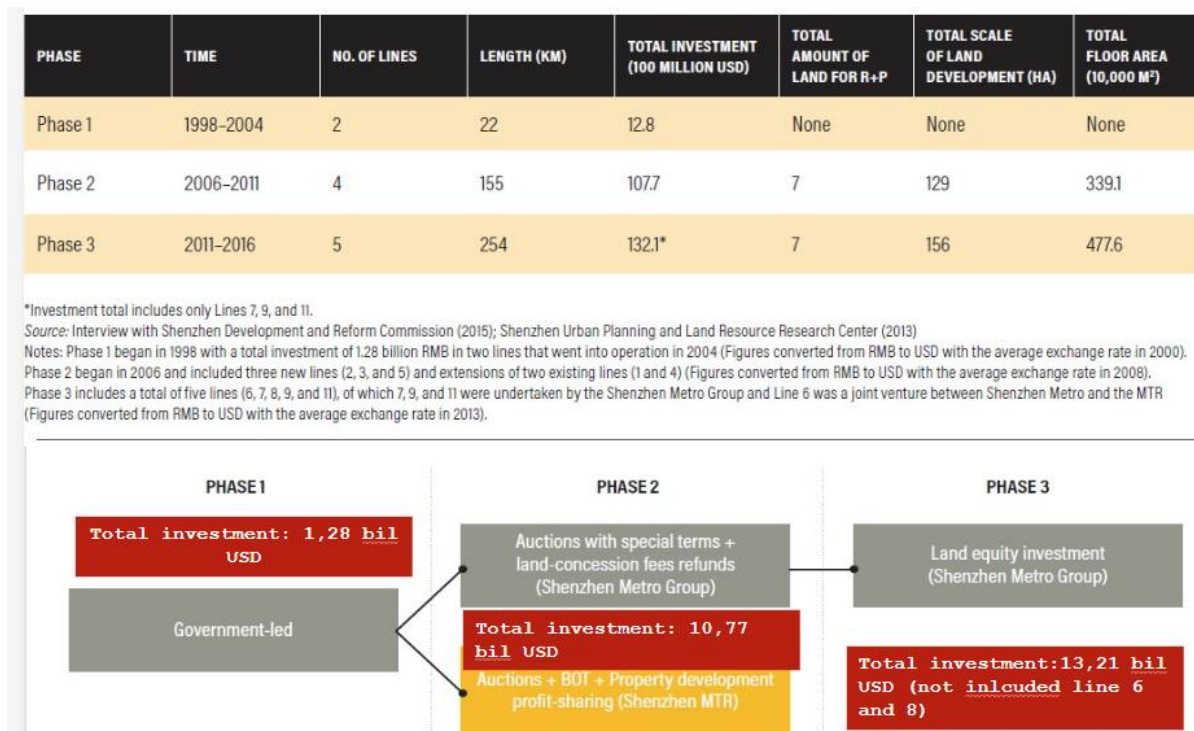 PHASE TIME NO. OF LINES LENGTH (KM) TOTAL INVESTMENT (100 MILLION USD) TOTAL AMOUNT OF LAND FOR R+P TOTAL SCALE OF LAND DEVELOPMENT (HA) TOTAL FLOOR AREA (10,000 M²)
Phase 1 1998–2004 2 22 12.8 None None None
Phase 2 2006–2011 4 155 107.7 7 129 339.1
Phase 3 2011–2016 5 254 132.1* 7 156 477.6
*Investment total includes only Lines 7, 9, and 11.
Source: Interview with Shenzhen Development and Reform Commission (2015); Shenzhen Urban Planning and Land Resource Research Center (2013)
Notes: Phase 1 began in 1998 with a total investment of 1.28 billion RMB in two lines that went into operation in 2004 (Figures converted from RMB to USD with the average exchange rate in 2000).
Phase 2 began in 2006 and included three new lines (2, 3, and 5) and extensions of two existing lines (1 and 4) (Figures converted from RMB to USD with the average exchange rate in 2008).
Phase 3 includes a total of five lines (6, 7, 8, 9, and 11), of which 7, 9, and 11 were undertaken by the Shenzhen Metro Group and Line 6 was a joint venture between Shenzhen Metro and the MTR
(Figures converted from RMB to USD with the average exchange rate in 2013).
PHASE 1
Total investment: 1,28 bil
USD
Government-led
PHASE 2
Auctions with special terms +
land-concession fees refunds
(Shenzhen Metro Group)
Total investment: 10,77
bil USD
Auctions + BOT + Property development
profit-sharing (Shenzhen MTR)
PHASE 3
Land equity investment
(Shenzhen Metro Group)
Total investment:13,21 bil
USD (not inlcuded line 6
and 8)